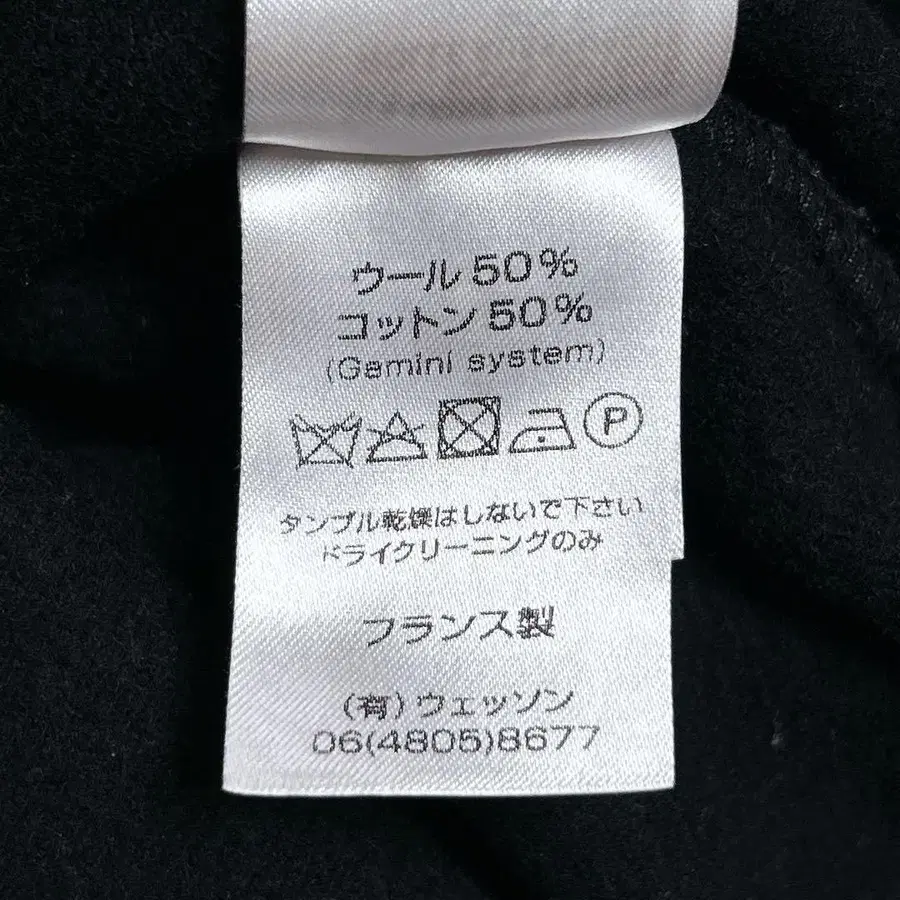 ウール 50%
コットン 50%
(Gemini system)
P
タンブル乾燥はしないで下さい
ドライクリーニングのみ
フランス製
(有) ウェッソン
06(4805)8677